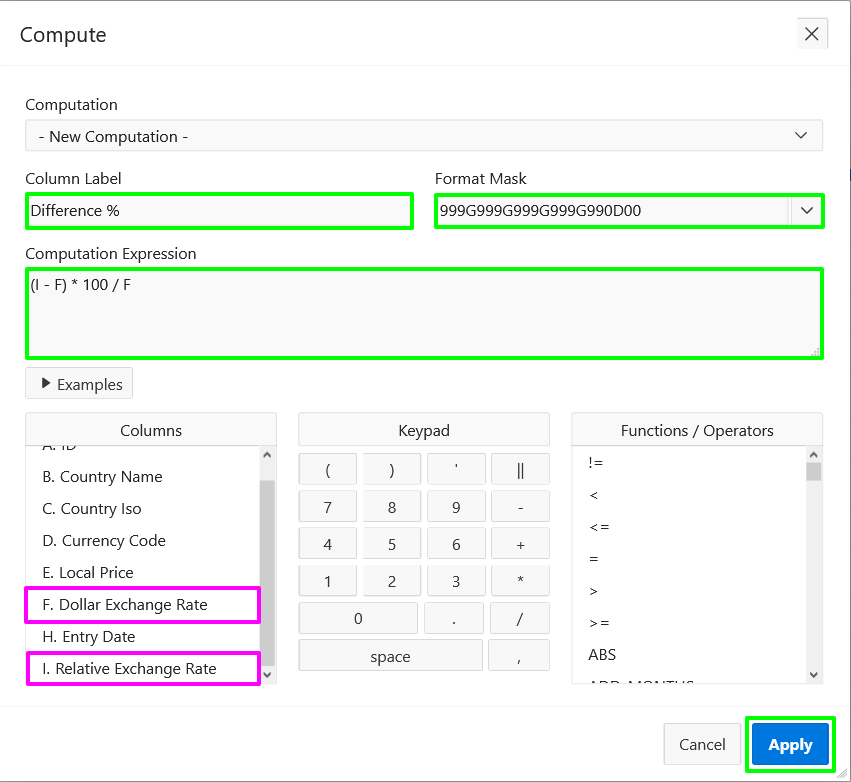 Compute
Computation
- New Computation -
Column Label
Format Mask
Difference %
999G999G999G999G990D00
Computation Expression
(I - F) * 100 / F
Examples
Columns
A. ID
B. Country Name
C. Country Iso
D. Currency Code
E. Local Price
F. Dollar Exchange Rate
H. Entry Date
I. Relative Exchange Rate
Keypad
( ) ' ||
7 8 9 -
4 5 6 +
1 2 3 *
0 . /
space ,
Functions / Operators
!=
<
<=
=
>
>=
ABS
ADD_MONTHS
Cancel
Apply